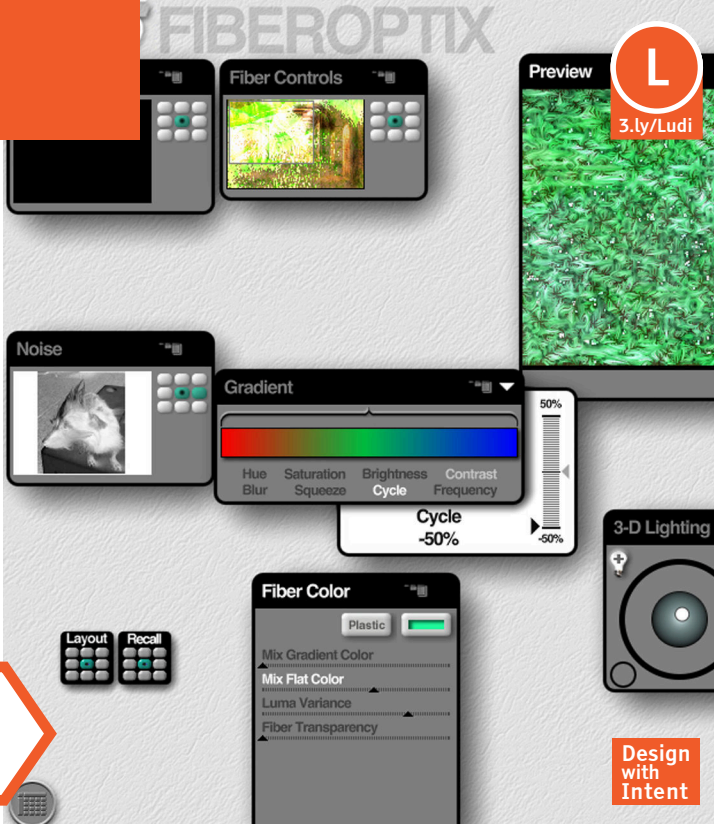 FIBEROPTIX
Fiber Controls
Preview
L
3.ly/Ludi
Noise
Gradient
Hue Saturation Brightness Contrast
Blur Squeeze Cycle Frequency
50%
-50%
Cycle
-50%
3-D Lighting
Fiber Color
Plastic
Mix Gradient Color
Mix Flat Color
Luma Variance
Fiber Transparency
Layout Recall
Design
with
Intent